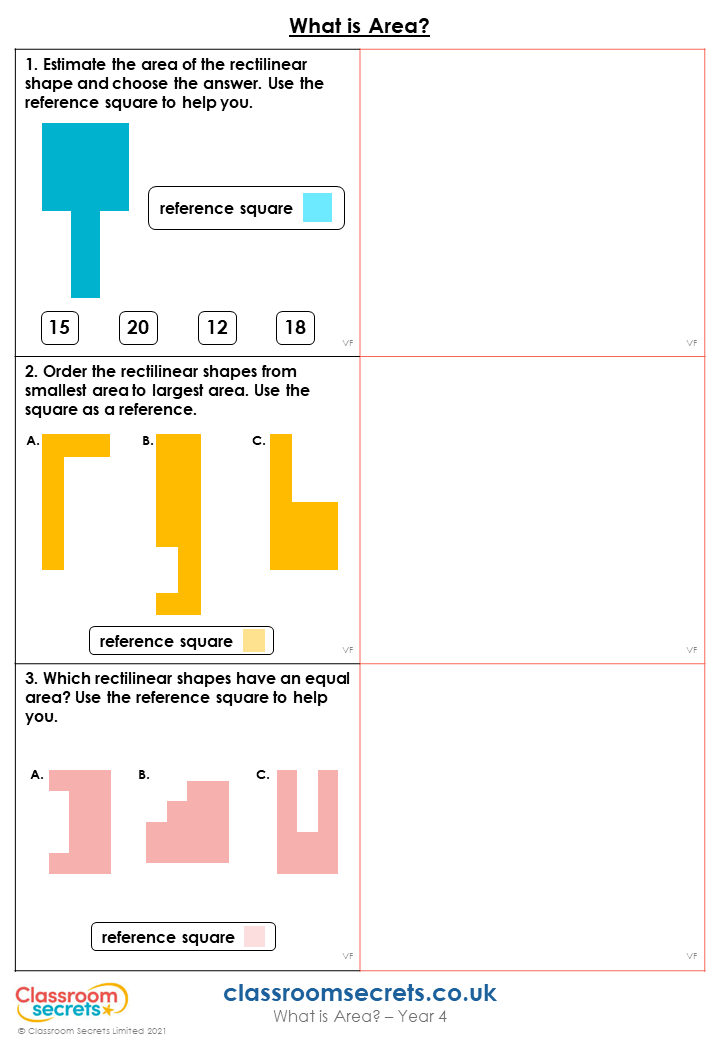 What is Area?
1. Estimate the area of the rectilinear
shape and choose the answer. Use the
reference square to help you.
reference square
15 20 12 18
VF
VF
2. Order the rectilinear shapes from
smallest area to largest area. Use the
square as a reference.
A. B. C.
reference square
VF
VF
3. Which rectilinear shapes have an equal
area? Use the reference square to help
you.
A. B. C.
reference square
VF
VF
Classroom
Secrets
© Classroom Secrets Limited 2021
classroomsecrets.co.uk
What is Area? – Year 4